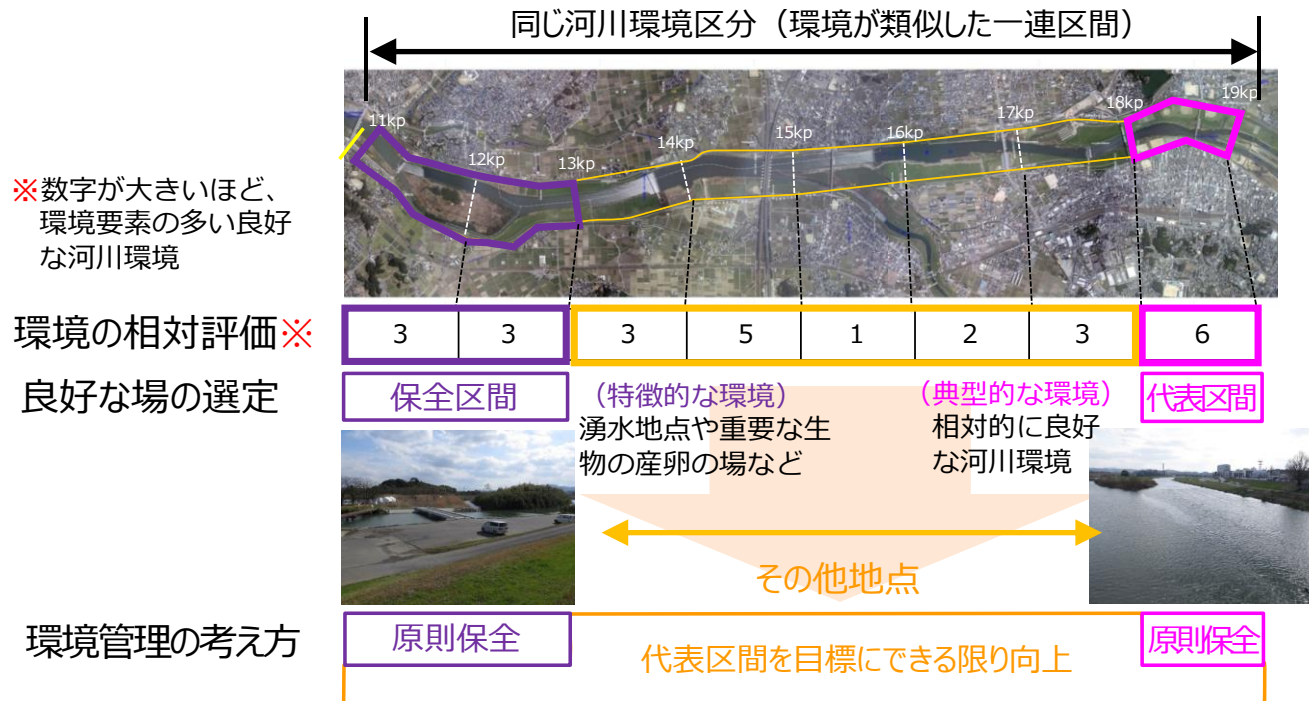 同じ河川環境区分（環境が類似した一連区間）
11kp
12kp
13kp
14kp
15kp
16kp
17kp
18kp
19kp
※数字が大きいほど、
環境要素の多い良好
な河川環境
環境の相対評価※
3 3 3 5 1 2 3 6
良好な場の選定
保全区間
（特徴的な環境）
湧水地点や重要な生
物の産卵の場など
（典型的な環境）
相対的に良好
な河川環境
代表区間
その他地点
環境管理の考え方
原則保全
代表区間を目標にできる限り向上
原則保全